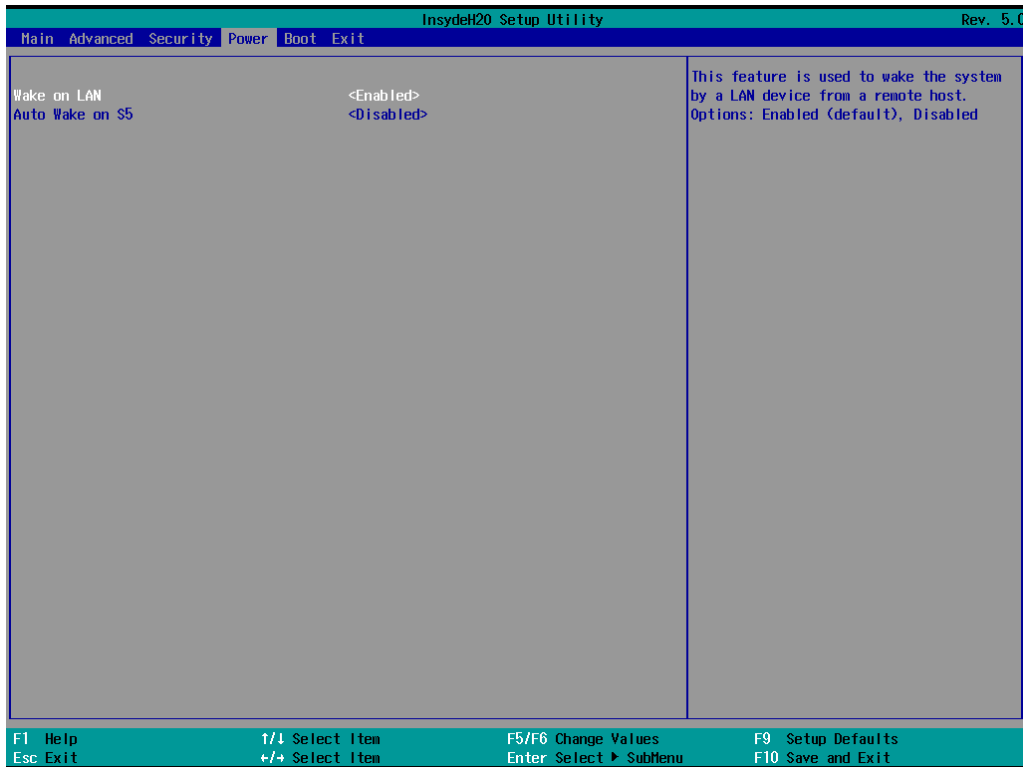 InsydeH20 Setup Utility Rev. 5.0
Main Advanced Security Power Boot Exit
Wake on LAN <Enabled>
Auto Wake on S5 <Disabled>
This feature is used to wake the system
by a LAN device from a remote host.
Options: Enabled (default), Disabled
F1 Help ↑/↓ Select Item F5/F6 Change Values F9 Setup Defaults
Esc Exit ←/→ Select Item Enter Select ▶ SubMenu F10 Save and Exit